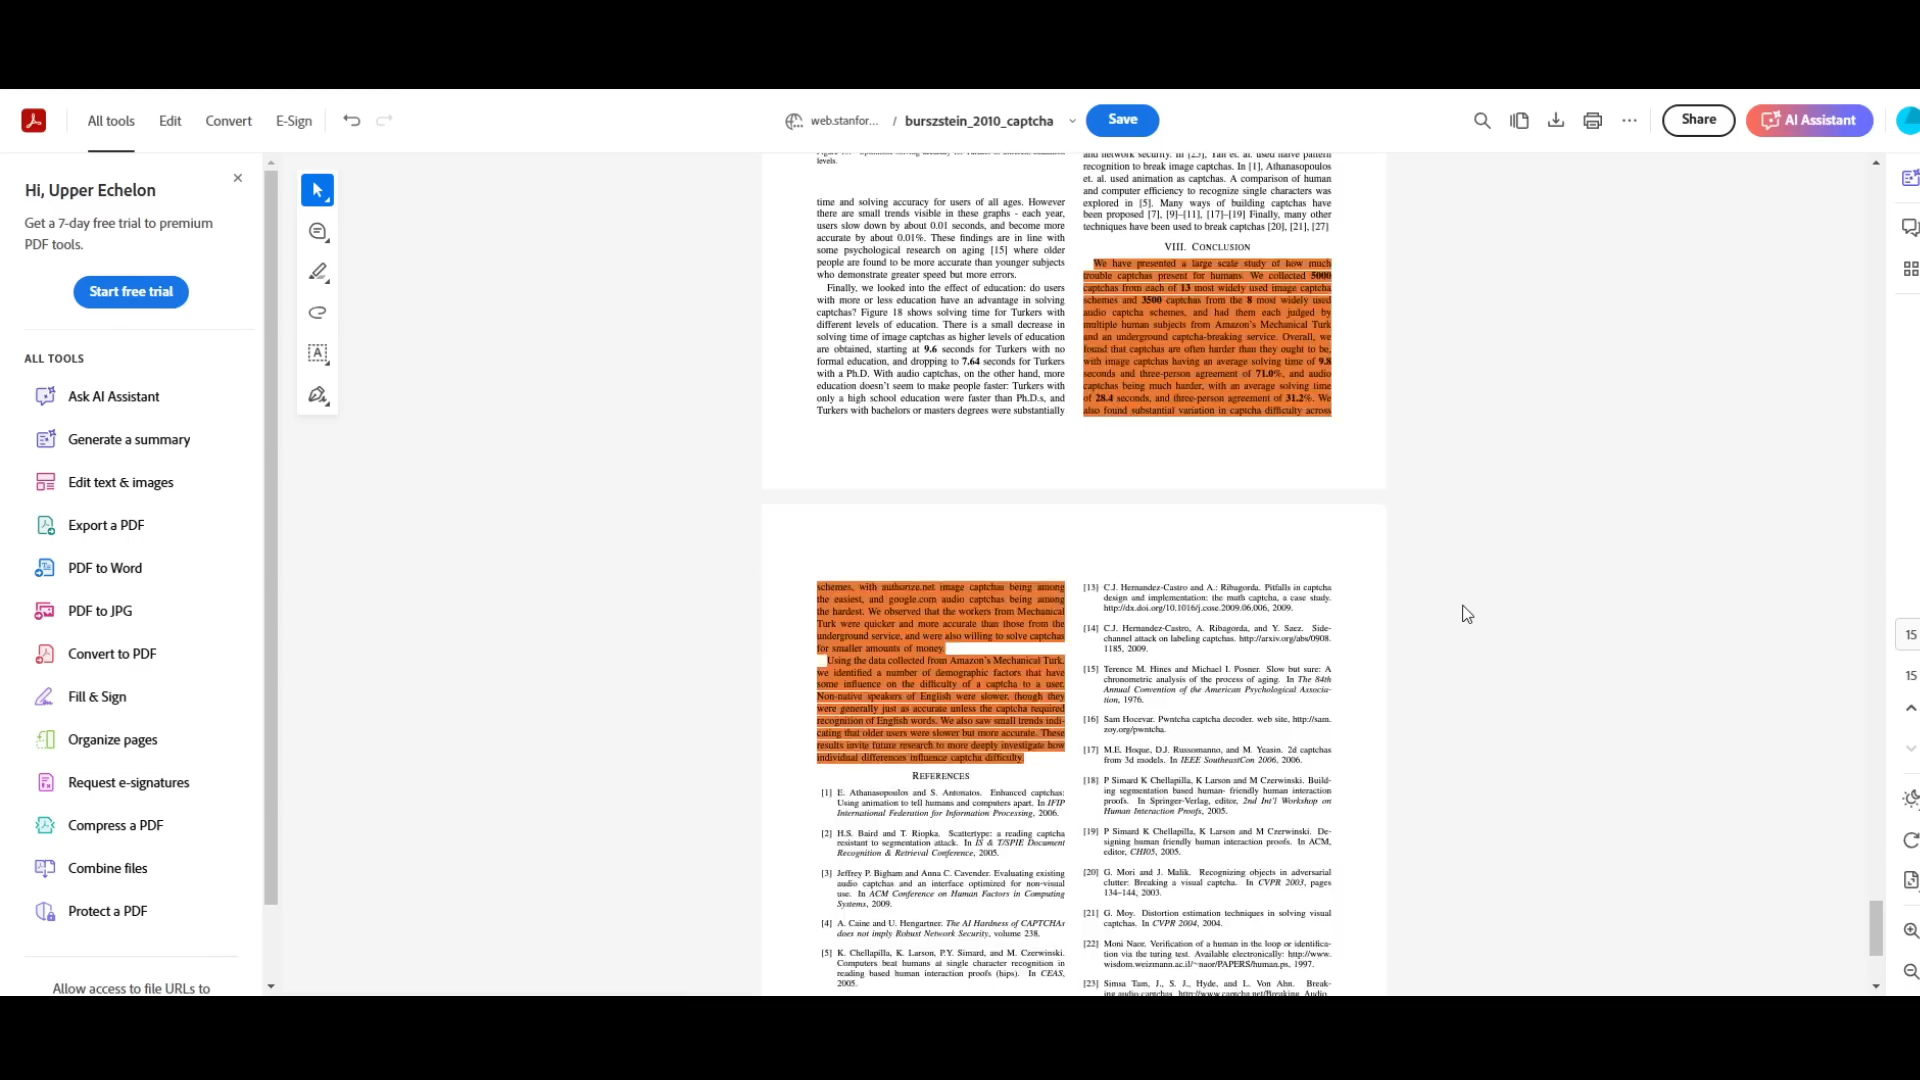 All tools
Edit
Convert
E-Sign
web.stanfor...
/ burszstein_2010_captcha
Save
Share
AI Assistant
Hi, Upper Echelon
Get a 7-day free trial to premium
PDF tools.
Start free trial
ALL TOOLS
Ask AI Assistant
Generate a summary
Edit text & images
Export a PDF
PDF to Word
PDF to JPG
Convert to PDF
Fill & Sign
Organize pages
Request e-signatures
Compress a PDF
Combine files
Protect a PDF
Allow access to file URLs to
levels.
time and solving accuracy for users of all ages. However
there are small trends visible in these graphs - each year,
users slow down by about 0.01 seconds, and become more
accurate by about 0.01%. These findings are in line with
some psychological research on aging [15] where older
people are found to be more accurate than younger subjects
who demonstrate greater speed but more errors.
Finally, we looked into the effect of education: do users
with more or less education have an advantage in solving
captchas? Figure 18 shows solving time for Turkers with
different levels of education. There is a small decrease in
solving time of image captchas as higher levels of education
are obtained, starting at 9.6 seconds for Turkers with no
formal education, and dropping to 7.64 seconds for Turkers
with a Ph.D. With audio captchas, on the other hand, more
education doesn't seem to make people faster: Turkers with
only a high school education were faster than Ph.D.s, and
Turkers with bachelors or masters degrees were substantially
and network security. In [25], Yan et. al. used naive pattern
recognition to break image captchas. In [1], Athanasopoulos
et. al. used animation as captchas. A comparison of human
and computer efficiency to recognize single characters was
explored in [5]. Many ways of building captchas have
been proposed [7], [9]–[11], [17]–[19] Finally, many other
techniques have been used to break captchas [20], [21], [27]
VIII. CONCLUSION
We have presented a large scale study of how much
trouble captchas present for humans. We collected 5000
captchas from each of 13 most widely used image captcha
schemes and 3500 captchas from the 8 most widely used
audio captcha schemes, and had them each judged by
multiple human subjects from Amazon's Mechanical Turk
and an underground captcha-breaking service. Overall, we
found that captchas are often harder than they ought to be,
with image captchas having an average solving time of 9.8
seconds and three-person agreement of 71.0%, and audio
captchas being much harder, with an average solving time
of 28.4 seconds, and three-person agreement of 31.2%. We
also found substantial variation in captcha difficulty across
schemes, with authorize.net image captchas being among
the easiest, and google.com audio captchas being among
the hardest. We observed that the workers from Mechanical
Turk were quicker and more accurate than those from the
underground service, and were also willing to solve captchas
for smaller amounts of money.
Using the data collected from Amazon's Mechanical Turk,
we identified a number of demographic factors that have
some influence on the difficulty of a captcha to a user.
Non-native speakers of English were slower, though they
were generally just as accurate unless the captcha required
recognition of English words. We also saw small trends indi-
cating that older users were slower but more accurate. These
results invite future research to more deeply investigate how
individual differences influence captcha difficulty.
REFERENCES
[1] E. Athanasopoulos and S. Antonatos. Enhanced captchas:
Using animation to tell humans and computers apart. In IFIP
International Federation for Information Processing, 2006.
[2] H.S. Baird and T. Riopka. Scattertype: a reading captcha
resistant to segmentation attack. In IS & T/SPIE Document
Recognition & Retrieval Conference, 2005.
[3] Jeffrey P. Bigham and Anna C. Cavender. Evaluating existing
audio captchas and an interface optimized for non-visual
use. In ACM Conference on Human Factors in Computing
Systems, 2009.
[4] A. Caine and U. Hengartner. The AI Hardness of CAPTCHAs
does not imply Robust Network Security, volume 238.
[5] K. Chellapilla, K. Larson, P.Y. Simard, and M. Czerwinski.
Computers beat humans at single character recognition in
reading based human interaction proofs (hips). In CEAS,
2005.
[13] C.J. Hernandez-Castro and A.; Ribagorda. Pitfalls in captcha
design and implementation: the math captcha, a case study.
http://dx.doi.org/10.1016/j.cose.2009.06.006, 2009.
[14] C.J. Hernandez-Castro, A. Ribagorda, and Y. Saez. Side-
channel attack on labeling captchas. http://arxiv.org/abs/0908.
1185, 2009.
[15] Terence M. Hines and Michael I. Posner. Slow but sure: A
chronometric analysis of the process of aging. In The 84th
Annual Convention of the American Psychological Associa-
tion, 1976.
[16] Sam Hocevar. Pwntcha captcha decoder. web site, http://sam.
zoy.org/pwntcha.
[17] M.E. Hoque, D.J. Russomanno, and M. Yeasin. 2d captchas
from 3d models. In IEEE SoutheastCon 2006, 2006.
[18] P Simard K Chellapilla, K Larson and M Czerwinski. Build-
ing segmentation based human- friendly human interaction
proofs. In Springer-Verlag, editor, 2nd Int'l Workshop on
Human Interaction Proofs, 2005.
[19] P Simard K Chellapilla, K Larson and M Czerwinski. De-
signing human friendly human interaction proofs. In ACM,
editor, CHI05, 2005.
[20] G. Mori and J. Malik. Recognizing objects in adversarial
clutter: Breaking a visual captcha. In CVPR 2003, pages
134–144, 2003.
[21] G. Moy. Distortion estimation techniques in solving visual
captchas. In CVPR 2004, 2004.
[22] Moni Naor. Verification of a human in the loop or identifica-
tion via the turing test. Available electronically: http://www.
wisdom.weizmann.ac.il/~naor/PAPERS/human.ps, 1997.
[23] Simsa Tam, J., S. J., Hyde, and L. Von Ahn. Break-
ing audio captchas. http://www.captcha.net/Breaking_Audio
15
15